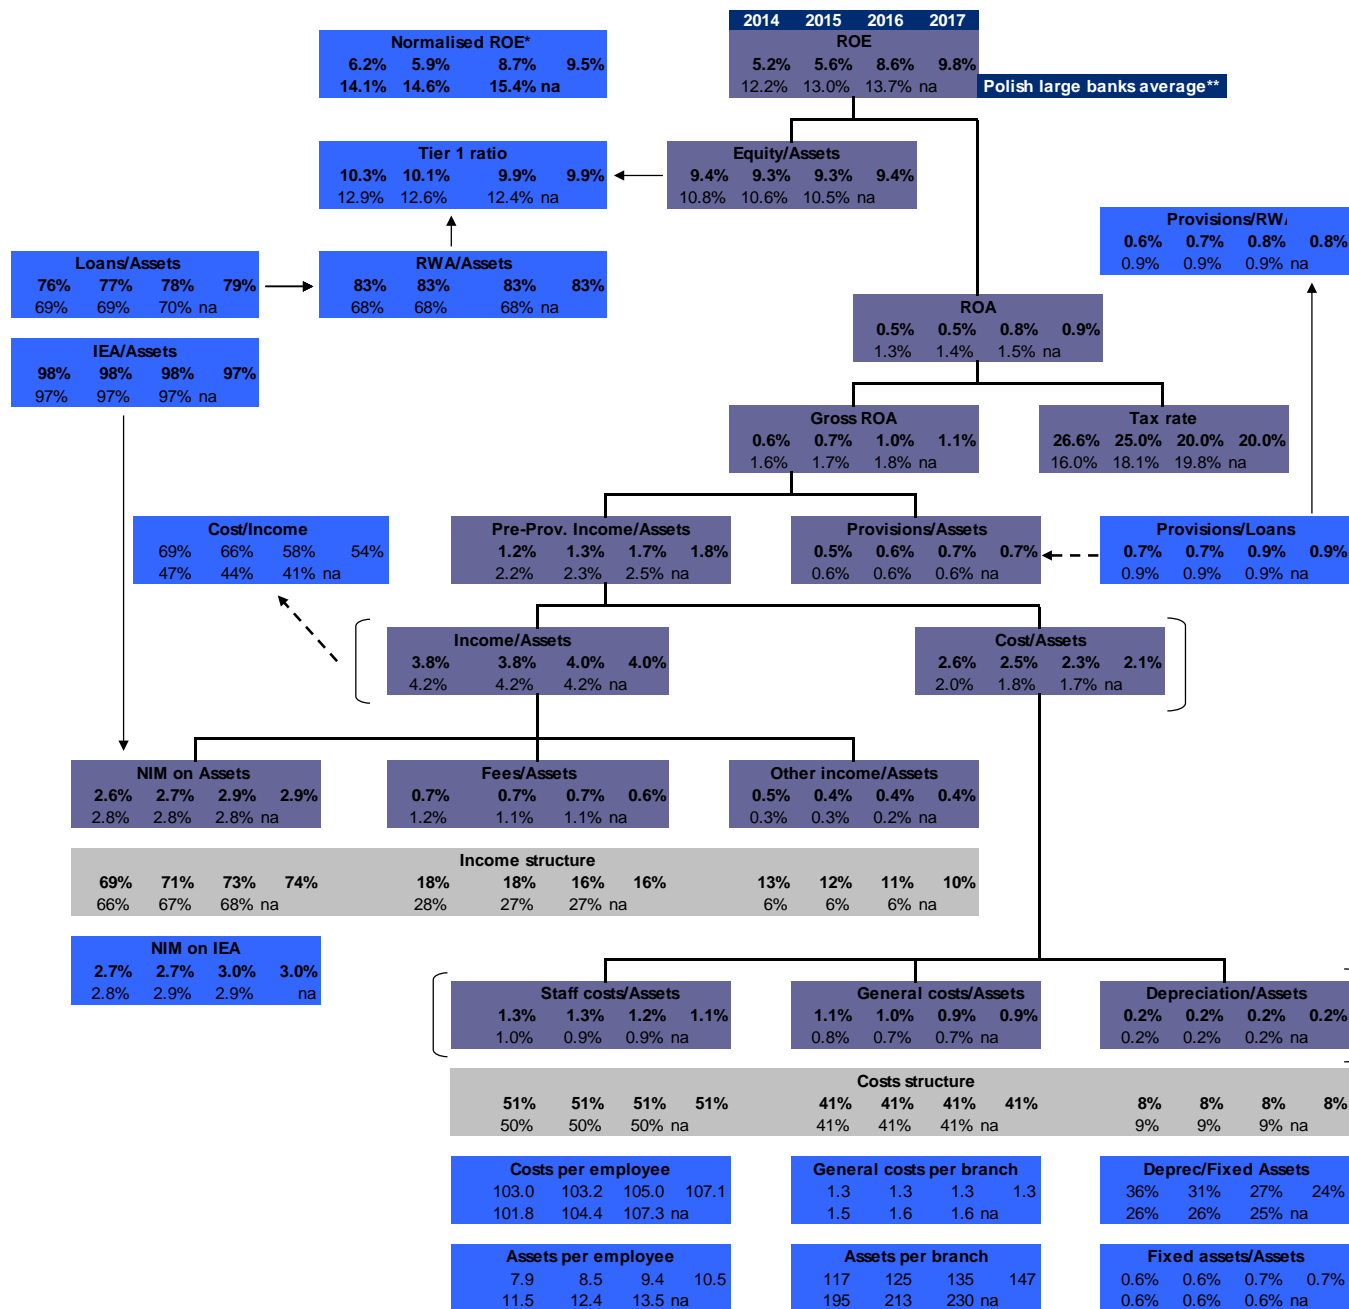 2014 2015 2016 2017
Normalised ROE*
6.2% 5.9% 8.7% 9.5%
14.1% 14.6% 15.4% na
ROE
5.2% 5.6% 8.6% 9.8%
12.2% 13.0% 13.7% na
Polish large banks average**
Tier 1 ratio
10.3% 10.1% 9.9% 9.9%
12.9% 12.6% 12.4% na
Equity/Assets
9.4% 9.3% 9.3% 9.4%
10.8% 10.6% 10.5% na
Provisions/RW
0.6% 0.7% 0.8% 0.8%
0.9% 0.9% 0.9% na
Loans/Assets
76% 77% 78% 79%
69% 69% 70% na
RWA/Assets
83% 83% 83% 83%
68% 68% 68% na
ROA
0.5% 0.5% 0.8% 0.9%
1.3% 1.4% 1.5% na
IEA/Assets
98% 98% 98% 97%
97% 97% 97% na
Gross ROA
0.6% 0.7% 1.0% 1.1%
1.6% 1.7% 1.8% na
Tax rate
26.6% 25.0% 20.0% 20.0%
16.0% 18.1% 19.8% na
Cost/Income
69% 66% 58% 54%
47% 44% 41% na
Pre-Prov. Income/Assets
1.2% 1.3% 1.7% 1.8%
2.2% 2.3% 2.5% na
Provisions/Assets
0.5% 0.6% 0.7% 0.7%
0.6% 0.6% 0.6% na
Provisions/Loans
0.7% 0.7% 0.9% 0.9%
0.9% 0.9% 0.9% na
Income/Assets
3.8% 3.8% 4.0% 4.0%
4.2% 4.2% 4.2% na
Cost/Assets
2.6% 2.5% 2.3% 2.1%
2.0% 1.8% 1.7% na
NIM on Assets
2.6% 2.7% 2.9% 2.9%
2.8% 2.8% 2.8% na
Fees/Assets
0.7% 0.7% 0.7% 0.6%
1.2% 1.1% 1.1% na
Other income/Assets
0.5% 0.4% 0.4% 0.4%
0.3% 0.3% 0.2% na
Income structure
69% 71% 73% 74% 18% 18% 16% 16% 13% 12% 11% 10%
66% 67% 68% na 28% 27% 27% na 6% 6% 6% na
NIM on IEA
2.7% 2.7% 3.0% 3.0%
2.8% 2.9% 2.9% na
Staff costs/Assets
1.3% 1.3% 1.2% 1.1%
1.0% 0.9% 0.9% na
General costs/Assets
1.1% 1.0% 0.9% 0.9%
0.8% 0.7% 0.7% na
Depreciation/Assets
0.2% 0.2% 0.2% 0.2%
0.2% 0.2% 0.2% na
Costs structure
51% 51% 51% 51% 41% 41% 41% 41% 8% 8% 8% 8%
50% 50% 50% na 41% 41% 41% na 9% 9% 9% na
Costs per employee
103.0 103.2 105.0 107.1
101.8 104.4 107.3 na
General costs per branch
1.3 1.3 1.3 1.3
1.5 1.6 1.6 na
Deprec/Fixed Assets
36% 31% 27% 24%
26% 26% 25% na
Assets per employee
7.9 8.5 9.4 10.5
11.5 12.4 13.5 na
Assets per branch
117 125 135 147
195 213 230 na
Fixed assets/Assets
0.6% 0.6% 0.7% 0.7%
0.6% 0.6% 0.6% na